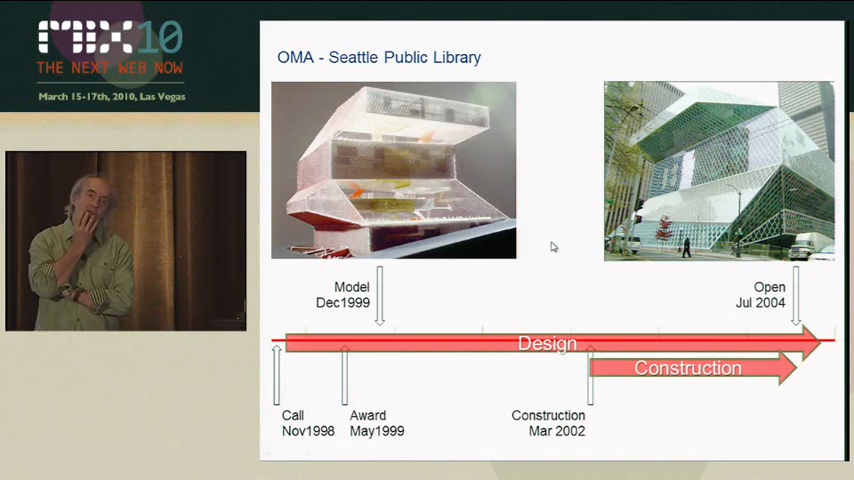 MIX10
THE NEXT WEB NOW
March 15-17th, 2010, Las Vegas
OMA - Seattle Public Library
Model
Dec1999
Open
Jul 2004
Design
Construction
Call
Nov1998
Award
May1999
Construction
Mar 2002